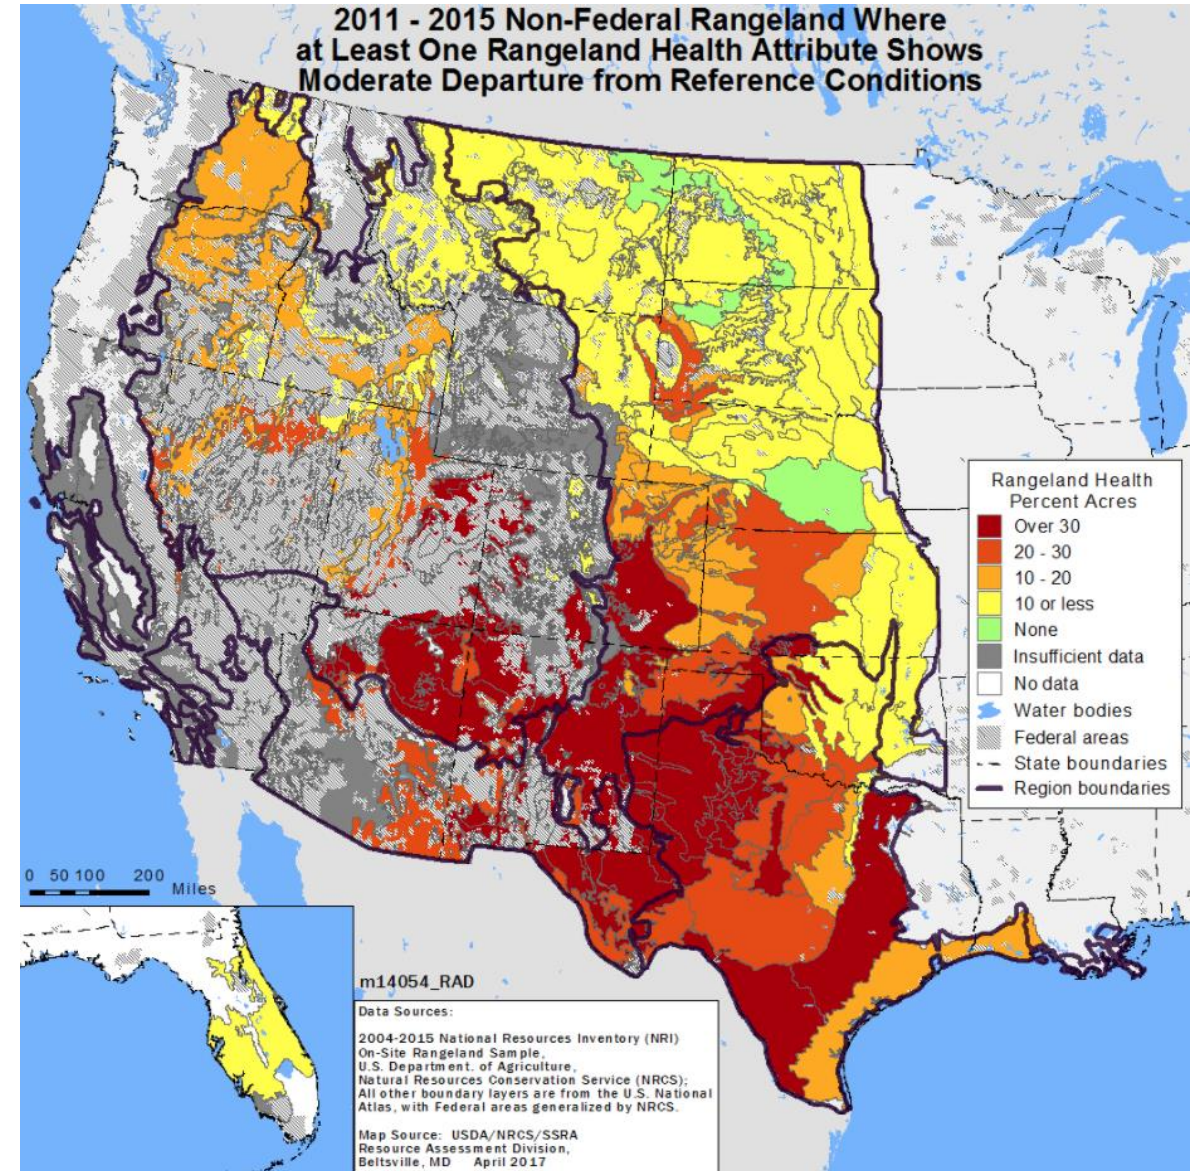 2011 - 2015 Non-Federal Rangeland Where
at Least One Rangeland Health Attribute Shows
Moderate Departure from Reference Conditions
Rangeland Health
Percent Acres
Over 30
20 - 30
10 - 20
10 or less
None
Insufficient data
No data
Water bodies
Federal areas
State boundaries
Region boundaries
0 50 100 200 Miles
m14054_RAD
Data Sources:
2004-2015 National Resources Inventory (NRI)
On-Site Rangeland Sample,
U.S. Department. of Agriculture,
Natural Resources Conservation Service (NRCS);
All other boundary layers are from the U.S. National
Atlas, with Federal areas generalized by NRCS.
Map Source: USDA/NRCS/SSRA
Resource Assessment Division,
Beltsville, MD April 2017